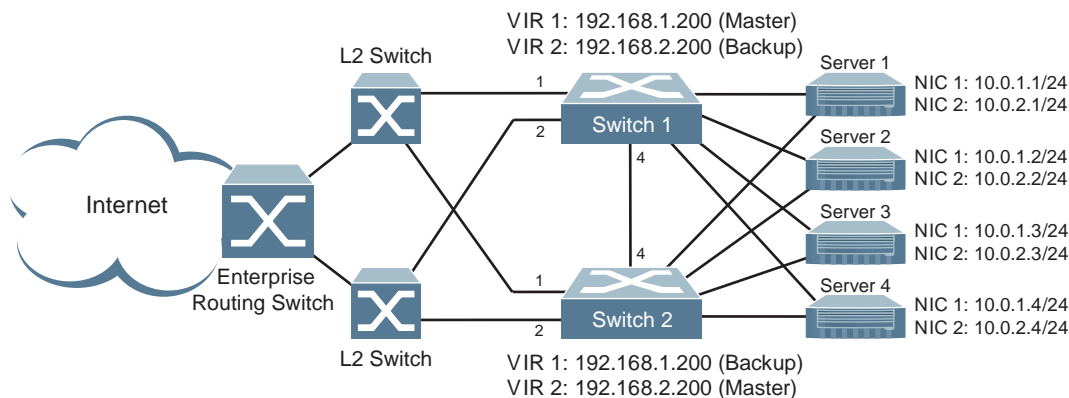 VIR 1: 192.168.1.200 (Master)
VIR 2: 192.168.2.200 (Backup)
L2 Switch
Server 1
NIC 1: 10.0.1.1/24
NIC 2: 10.0.2.1/24
1
2
Switch 1
4
Server 2
NIC 1: 10.0.1.2/24
NIC 2: 10.0.2.2/24
Internet
Server 3
NIC 1: 10.0.1.3/24
NIC 2: 10.0.2.3/24
4
Enterprise
Routing Switch
1
2
Switch 2
Server 4
NIC 1: 10.0.1.4/24
NIC 2: 10.0.2.4/24
L2 Switch
VIR 1: 192.168.1.200 (Backup)
VIR 2: 192.168.2.200 (Master)